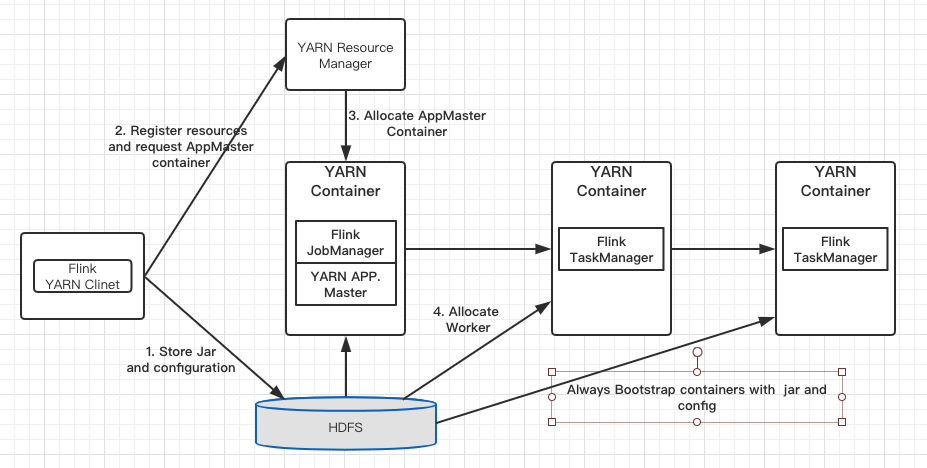 YARN Resource
Manager
2. Register resources
and request AppMaster
container
3. Allocate AppMaster
Container
YARN
Container
Flink
JobManager
YARN APP.
Master
YARN
Container
Flink
TaskManager
YARN
Container
Flink
TaskManager
Flink
YARN Clinet
4. Allocate
Worker
1. Store Jar
and configuration
Always Bootstrap containers with  jar and
config
HDFS